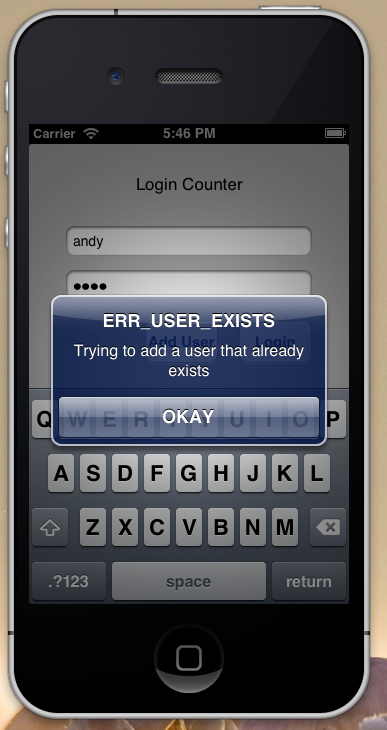 Carrier 5:46 PM
Login Counter
andy
••••
ERR_USER_EXISTS
Add User Login
Trying to add a user that already
exists
OKAY
Q W E R T Y U I O P
A S D F G H J K L
Z X C V B N M
.?123 space return